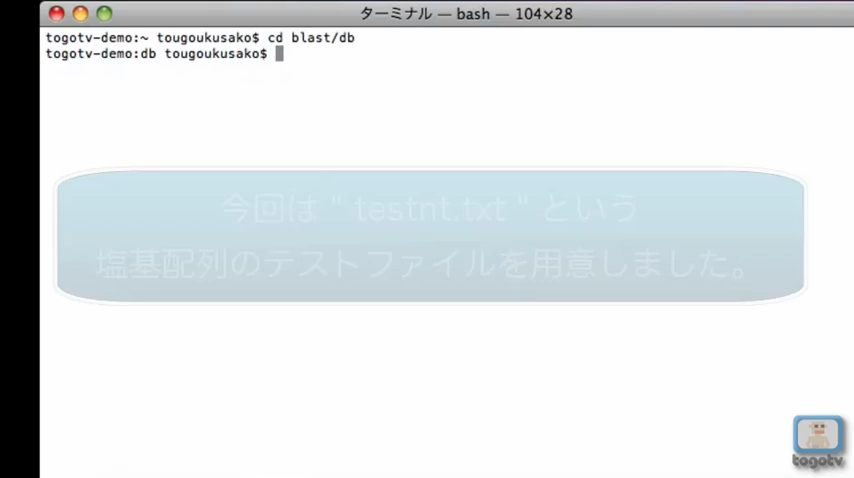 ターミナル — bash — 104×28
togotv-demo:~ tougoukusako$ cd blast/db
togotv-demo:db tougoukusako$
今回は " testnt.txt " という
塩基配列のテストファイルを用意しました。
togotv